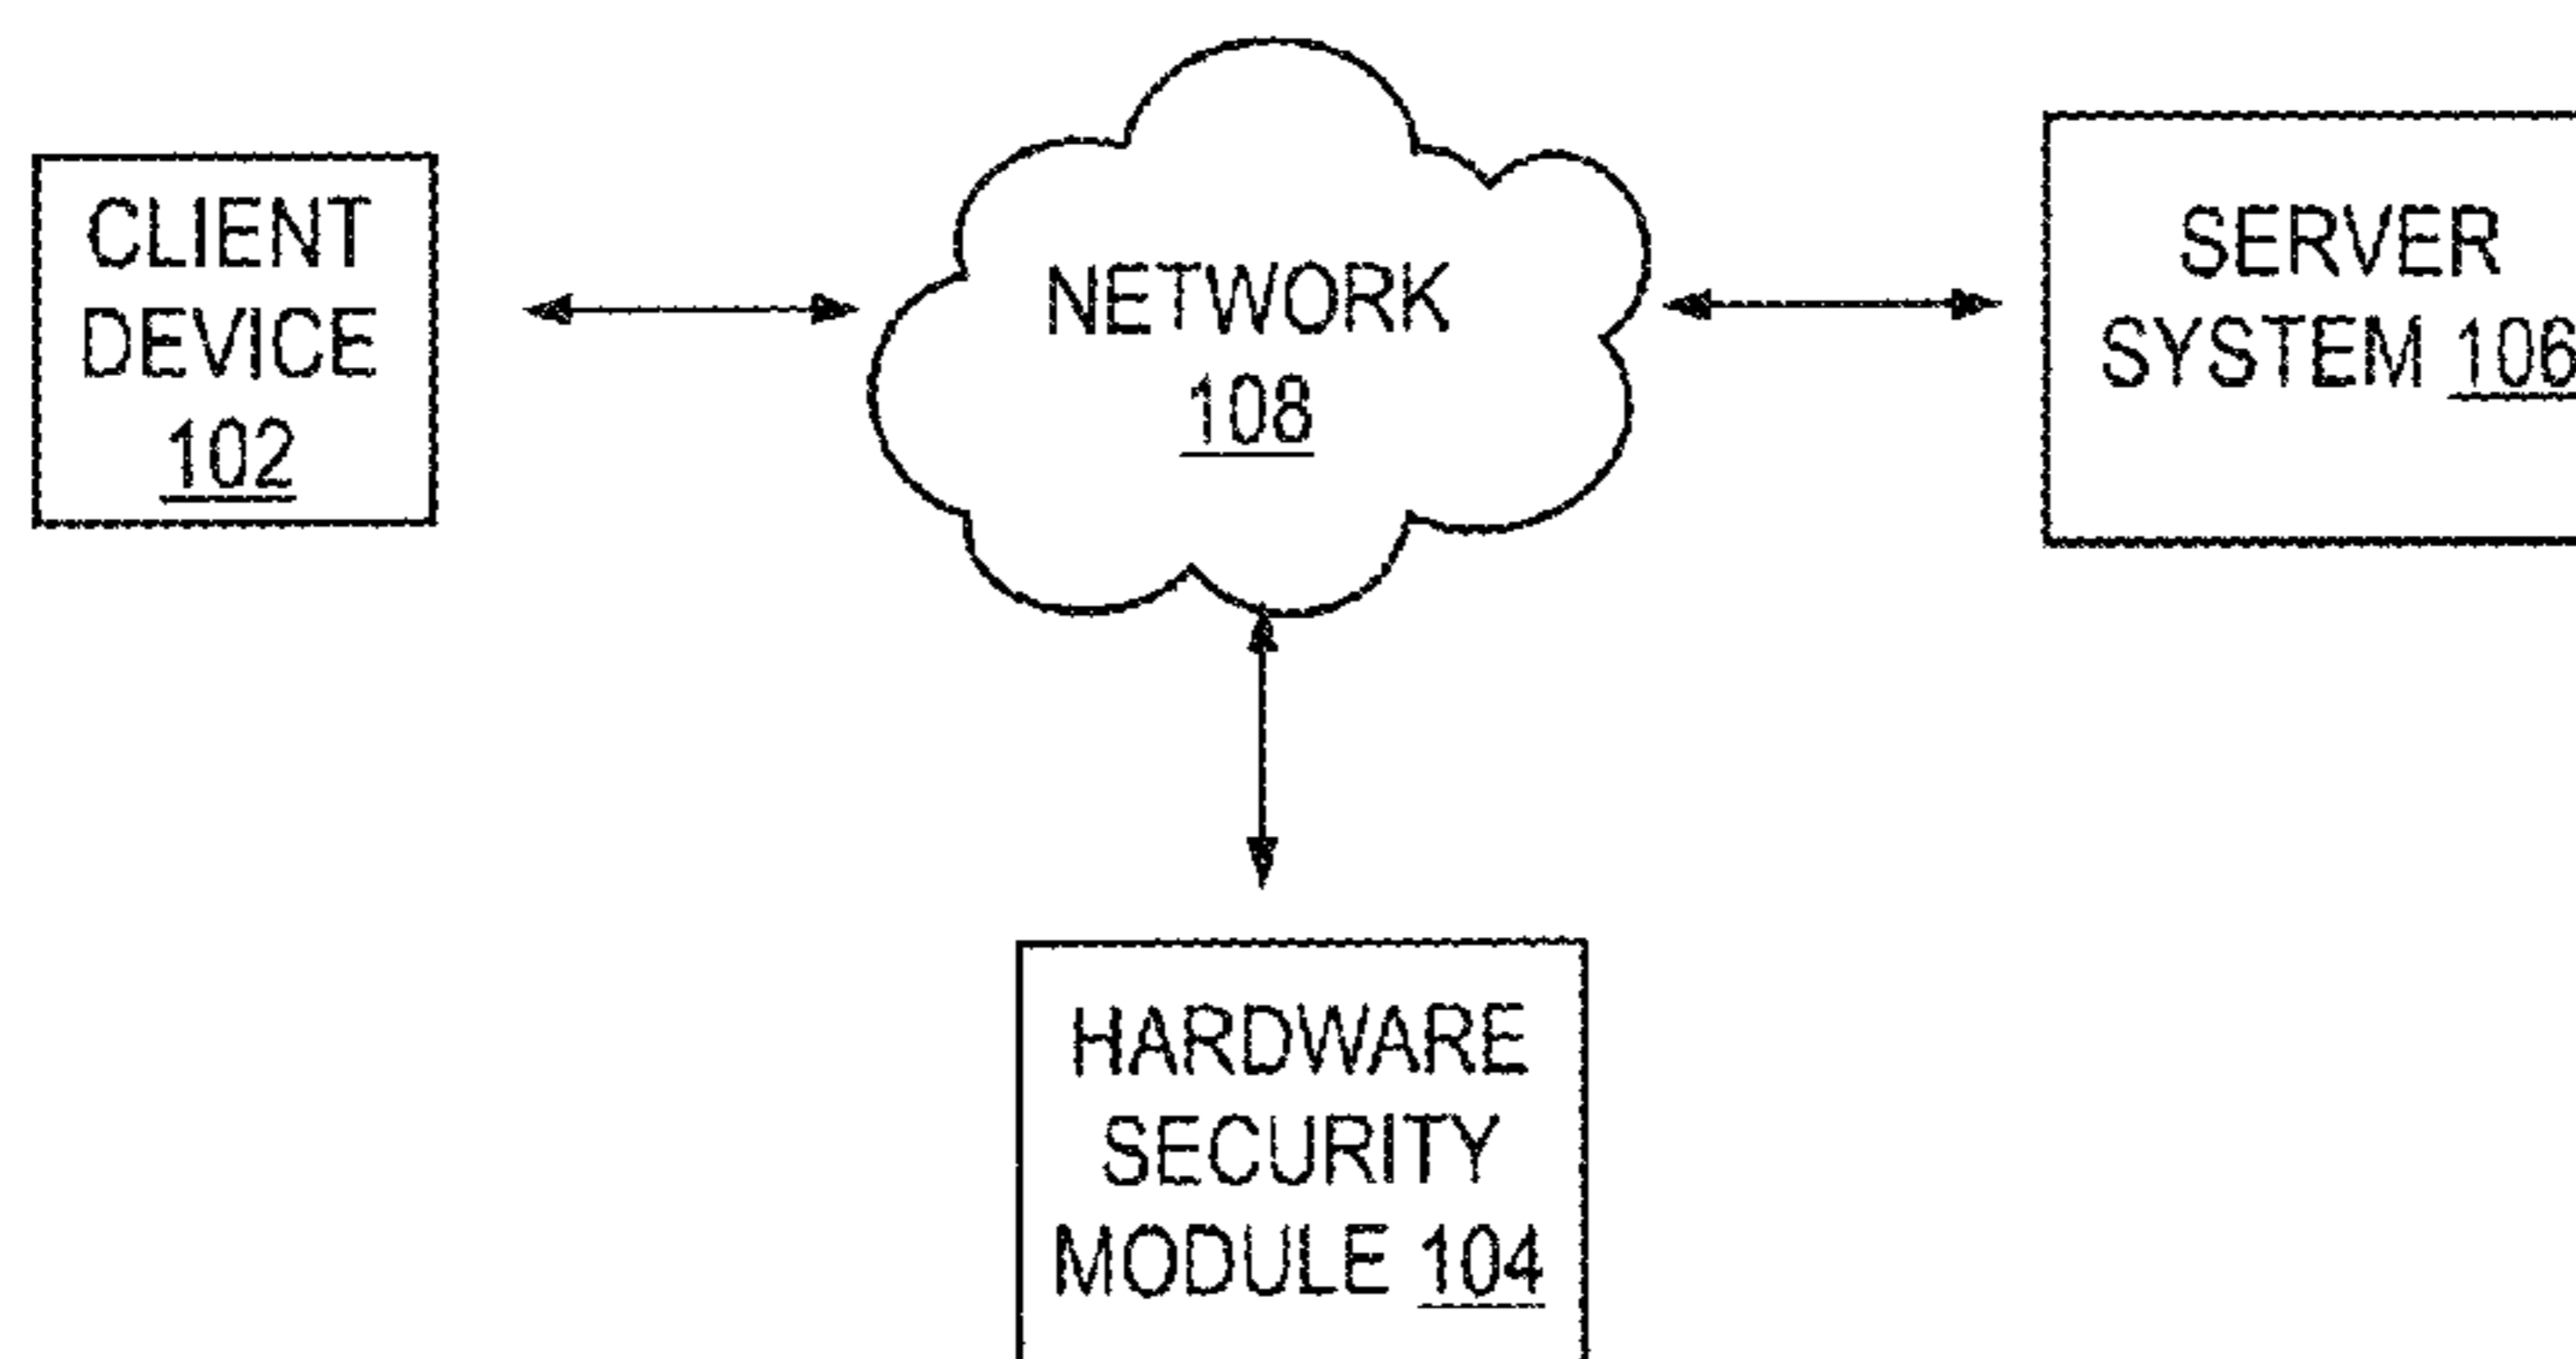 CLIENT
DEVICE
102
NETWORK
108
SERVER
SYSTEM 106
HARDWARE
SECURITY
MODULE 104